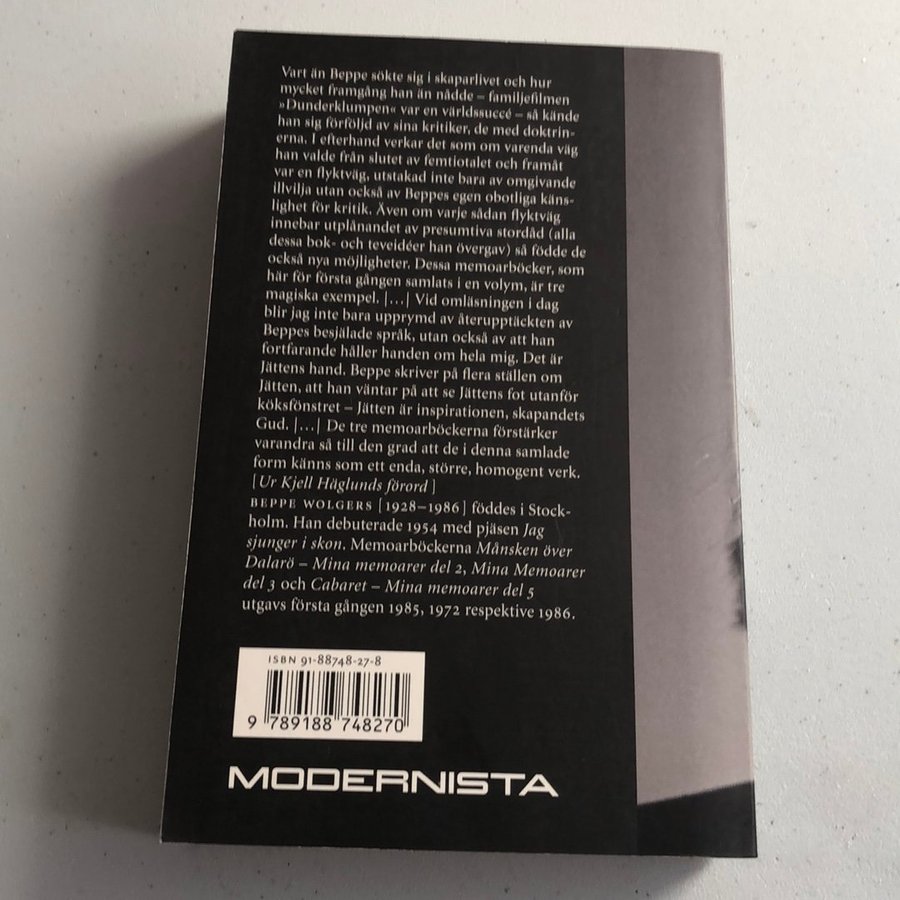 Vart än Beppe sökte sig i skaparlivet och hur
mycket framgång han än nådde – familjefilmen
»Dunderklumpen« var en världssuccé – så kände
han sig förföljd av sina kritiker, de med doktrin-
erna. I efterhand verkar det som om varenda väg
han valde från slutet av femtiotalet och framåt
var en flyktväg, utstakad inte bara av omgivande
illvilja utan också av Beppes egen obotliga käns-
lighet för kritik. Även om varje sådan flyktväg
innebar utplånandet av presumtiva stordåd (alla
dessa bok- och teveidéer han övergav) så födde de
också nya möjligheter. Dessa memoarböcker, som
här för första gången samlats i en volym, är tre
magiska exempel. [...] Vid omläsningen i dag
blir jag inte bara upprymd av återupptäckten av
Beppes besjälade språk, utan också av att han
fortfarande håller handen om hela mig. Det är
Jättens hand. Beppe skriver på flera ställen om
Jätten, att han väntar på att se Jättens fot utanför
köksfönstret – Jätten är inspirationen, skapandets
Gud. [...] De tre memoarböckerna förstärker
varandra så till den grad att de i denna samlade
form känns som ett enda, större, homogent verk.
[Ur Kjell Häglunds förord]
BEPPE WOLGERS [1928–1986] föddes i Stock-
holm. Han debuterade 1954 med pjäsen Jag
sjunger i skon. Memoarböckerna Månsken över
Dalarö – Mina memoarer del 2, Mina Memoarer
del 3 och Cabaret – Mina memoarer del 5
utgavs första gången 1985, 1972 respektive 1986.
ISBN 91-88748-27-8
9 789188 748270
MODERNISTA